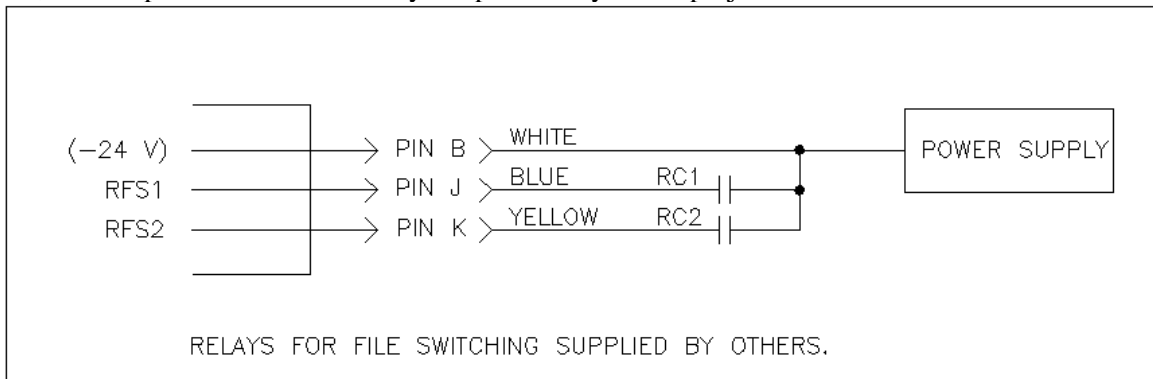 (-24 V) PIN B WHITE POWER SUPPLY
RFS1 PIN J BLUE RC1
RFS2 PIN K YELLOW RC2
RELAYS FOR FILE SWITCHING SUPPLIED BY OTHERS.